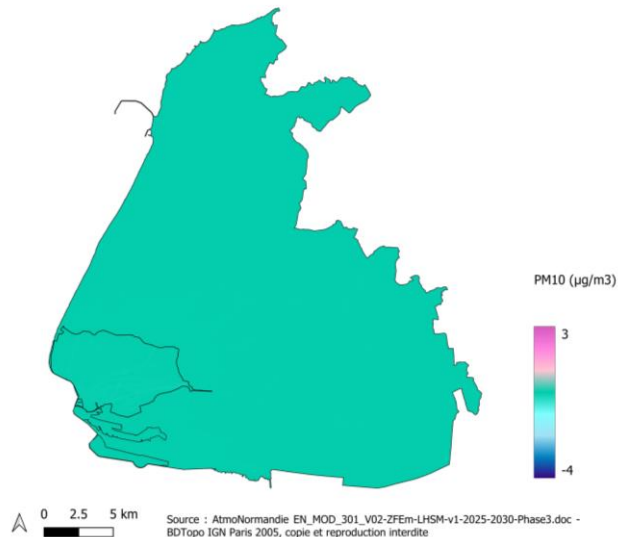 PM10 (µg/m3)
3
-4
0 2.5 5 km
Source : AtmoNormandie EN_MOD_301_V02-ZFEm-LHSM-v1-2025-2030-Phase3.doc -
BDTopo IGN Paris 2005, copie et reproduction interdite